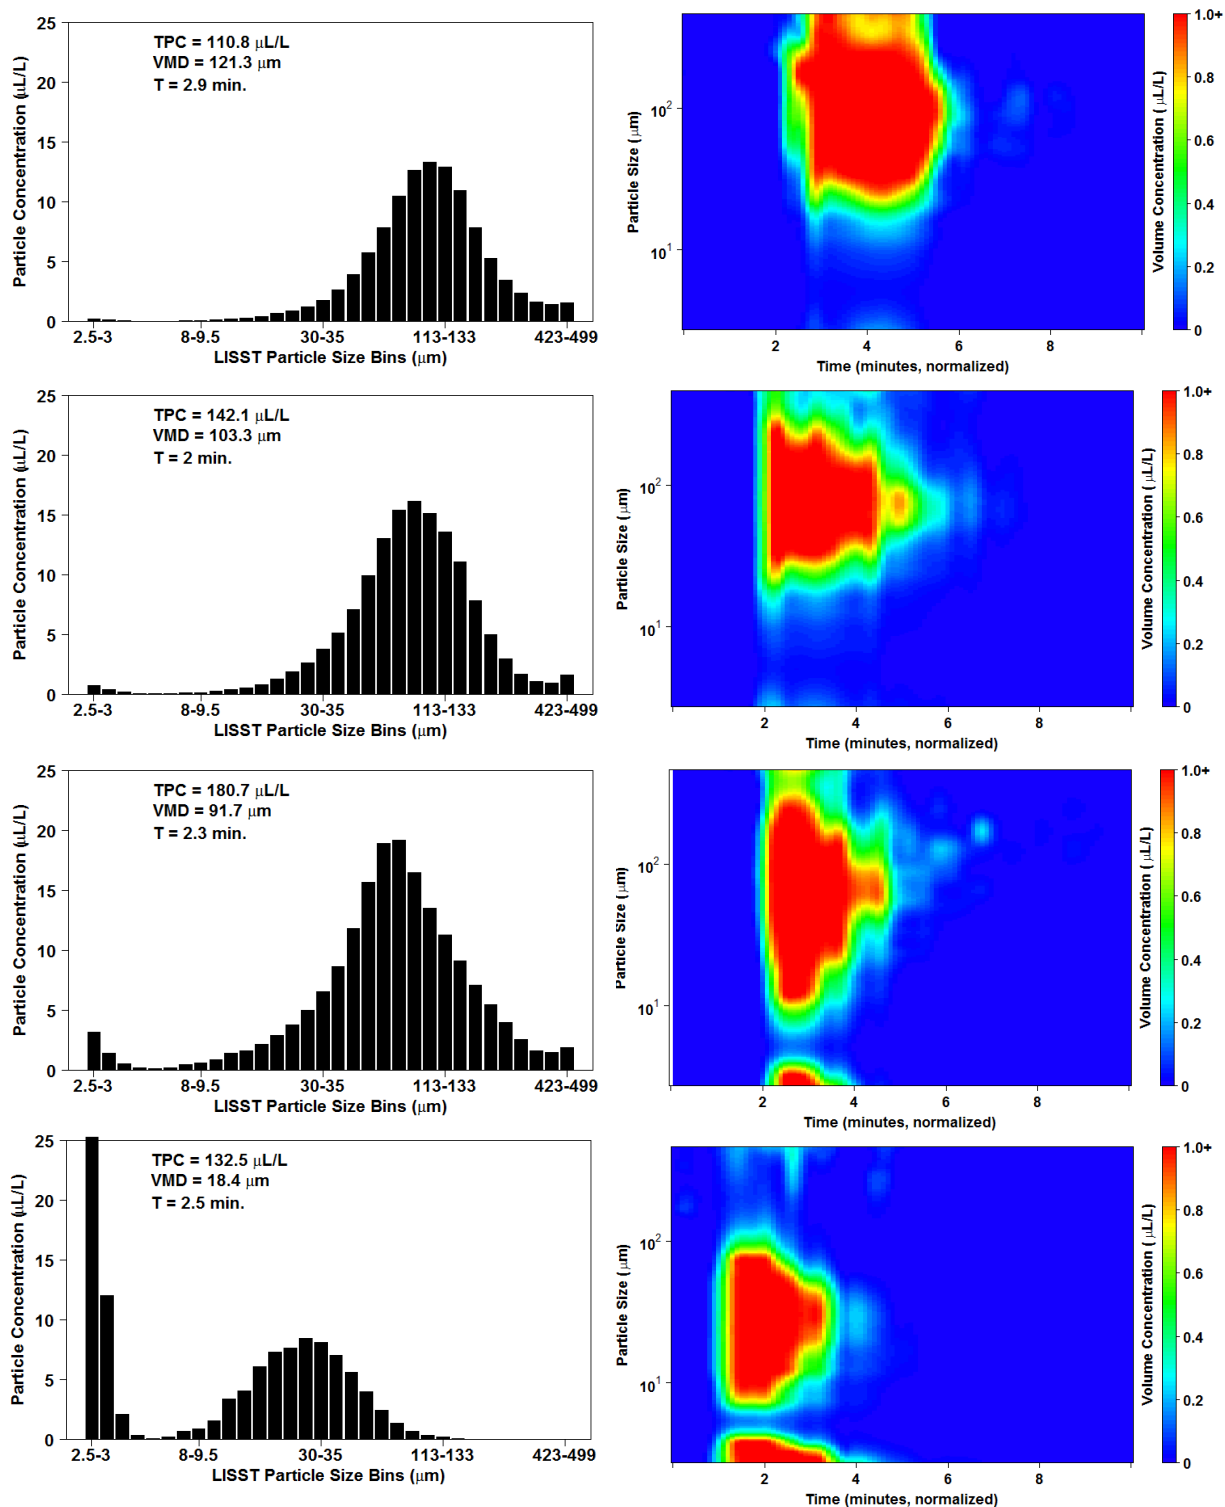 25
20
15
10
5
0
Particle Concentration (μL/L)
TPC = 110.8 μL/L
VMD = 121.3 μm
T = 2.9 min.
2.5-3 8-9.5 30-35 113-133 423-499
LISST Particle Size Bins (μm)
Particle Size (μm)
10²
10¹
2 4 6 8
Time (minutes, normalized)
Volume Concentration ( μL/L)
1.0+
0.8
0.6
0.4
0.2
0
25
20
15
10
5
0
Particle Concentration (μL/L)
TPC = 142.1 μL/L
VMD = 103.3 μm
T = 2 min.
2.5-3 8-9.5 30-35 113-133 423-499
LISST Particle Size Bins (μm)
Particle Size (μm)
10²
10¹
2 4 6 8
Time (minutes, normalized)
Volume Concentration ( μL/L)
1.0+
0.8
0.6
0.4
0.2
0
25
20
15
10
5
0
Particle Concentration (μL/L)
TPC = 180.7 μL/L
VMD = 91.7 μm
T = 2.3 min.
2.5-3 8-9.5 30-35 113-133 423-499
LISST Particle Size Bins (μm)
Particle Size (μm)
10²
10¹
2 4 6 8
Time (minutes, normalized)
Volume Concentration ( μL/L)
1.0+
0.8
0.6
0.4
0.2
0
25
20
15
10
5
0
Particle Concentration (μL/L)
TPC = 132.5 μL/L
VMD = 18.4 μm
T = 2.5 min.
2.5-3 8-9.5 30-35 113-133 423-499
LISST Particle Size Bins (μm)
Particle Size (μm)
10²
10¹
2 4 6 8
Time (minutes, normalized)
Volume Concentration ( μL/L)
1.0+
0.8
0.6
0.4
0.2
0